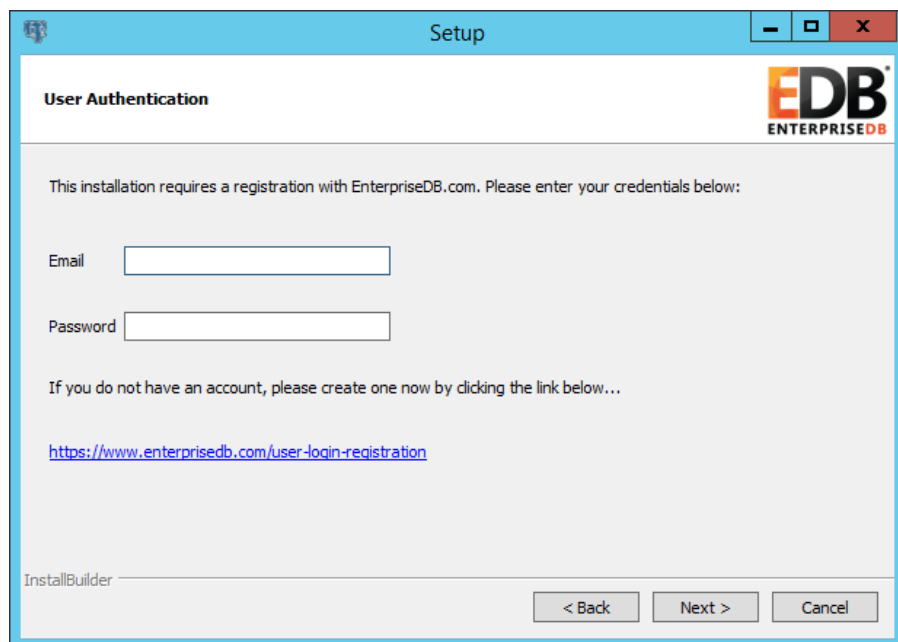 Setup
User Authentication
EDB
ENTERPRISEDB
This installation requires a registration with EnterpriseDB.com. Please enter your credentials below:
Email
Password
If you do not have an account, please create one now by clicking the link below...
https://www.enterprisedb.com/user-login-registration
InstallBuilder
< Back Next > Cancel